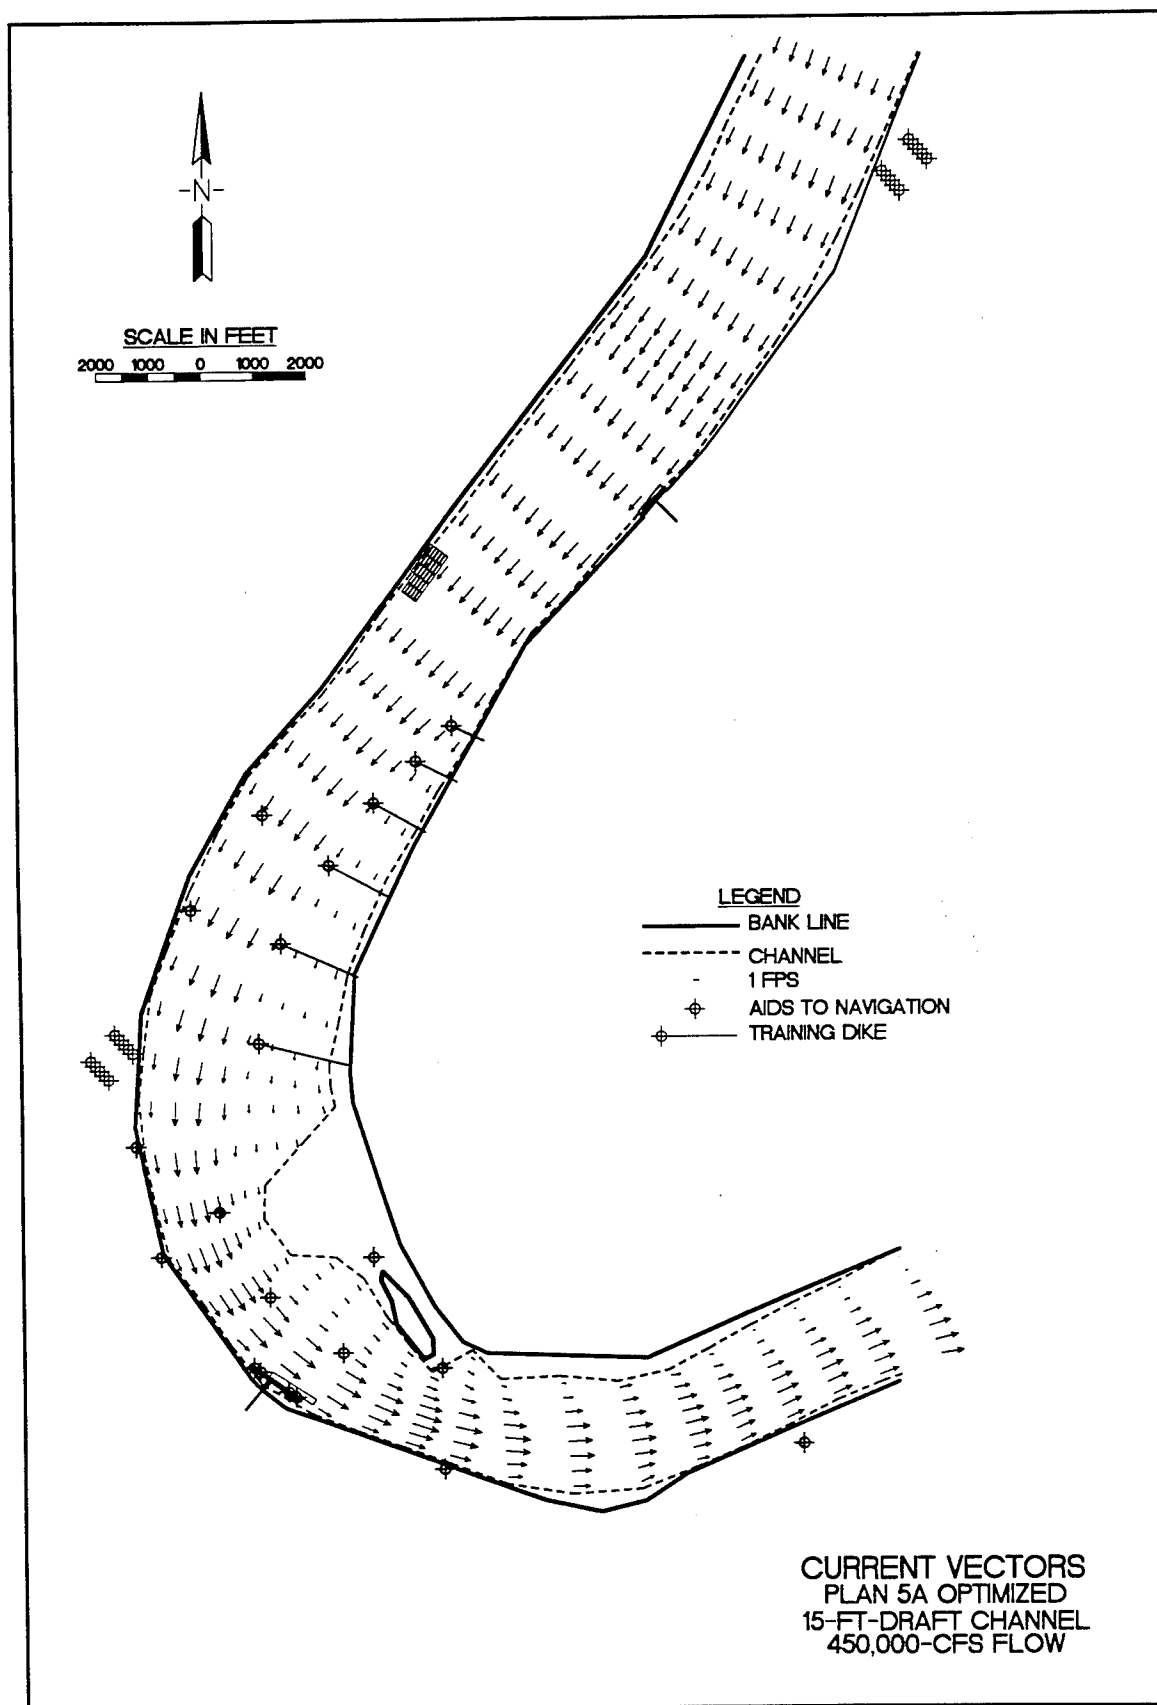 -N-
SCALE IN FEET
2000 1000 0 1000 2000
LEGEND
BANK LINE
CHANNEL
1 FPS
AIDS TO NAVIGATION
TRAINING DIKE
CURRENT VECTORS
PLAN 5A OPTIMIZED
15-FT-DRAFT CHANNEL
450,000-CFS FLOW